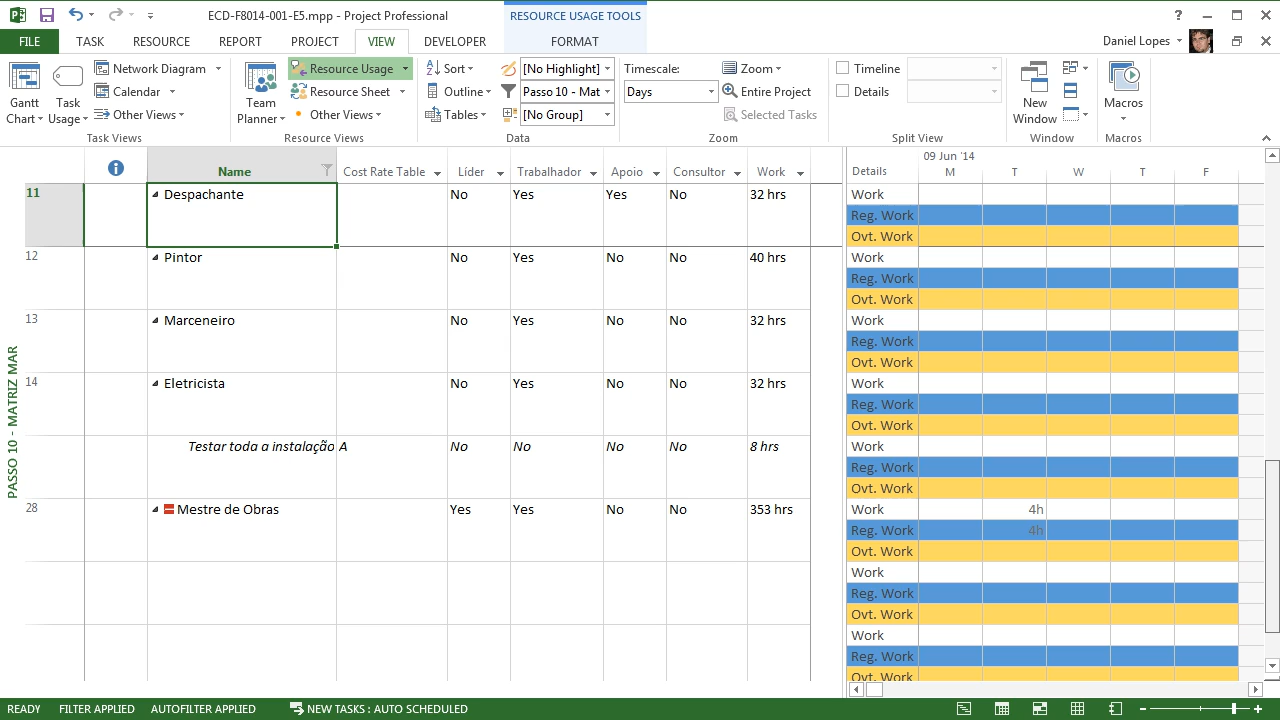 ECD-F8014-001-E5.mpp - Project Professional
RESOURCE USAGE TOOLS
FILE TASK RESOURCE REPORT PROJECT VIEW DEVELOPER FORMAT
Daniel Lopes
Gantt Chart
Task Usage
Network Diagram
Calendar
Other Views
Task Views
Team Planner
Resource Usage
Resource Sheet
Other Views
Resource Views
Sort
Outline
Tables
[No Highlight]
Passo 10 - Mat
[No Group]
Data
Timescale:
Days
Zoom
Entire Project
Selected Tasks
Zoom
Timeline
Details
Split View
New Window
Window
Macros
Macros
Name Cost Rate Table Líder Trabalhador Apoio Consultor Work
Details
09 Jun '14
M T W T F
11 Despachante No Yes Yes No 32 hrs
Work
Reg. Work
Ovt. Work
12 Pintor No Yes No No 40 hrs
Work
Reg. Work
Ovt. Work
13 Marceneiro No Yes No No 32 hrs
Work
Reg. Work
Ovt. Work
14 Eletricista No Yes No No 32 hrs
Work
Reg. Work
Ovt. Work
Testar toda a instalação A No No No No 8 hrs
Work
Reg. Work
Ovt. Work
28 Mestre de Obras Yes Yes No No 353 hrs
Work 4h
Reg. Work 4h
Ovt. Work
Work
Reg. Work
Ovt. Work
Work
Reg. Work
Ovt. Work
PASSO 10 - MATRIZ MAR
READY FILTER APPLIED AUTOFILTER APPLIED NEW TASKS : AUTO SCHEDULED